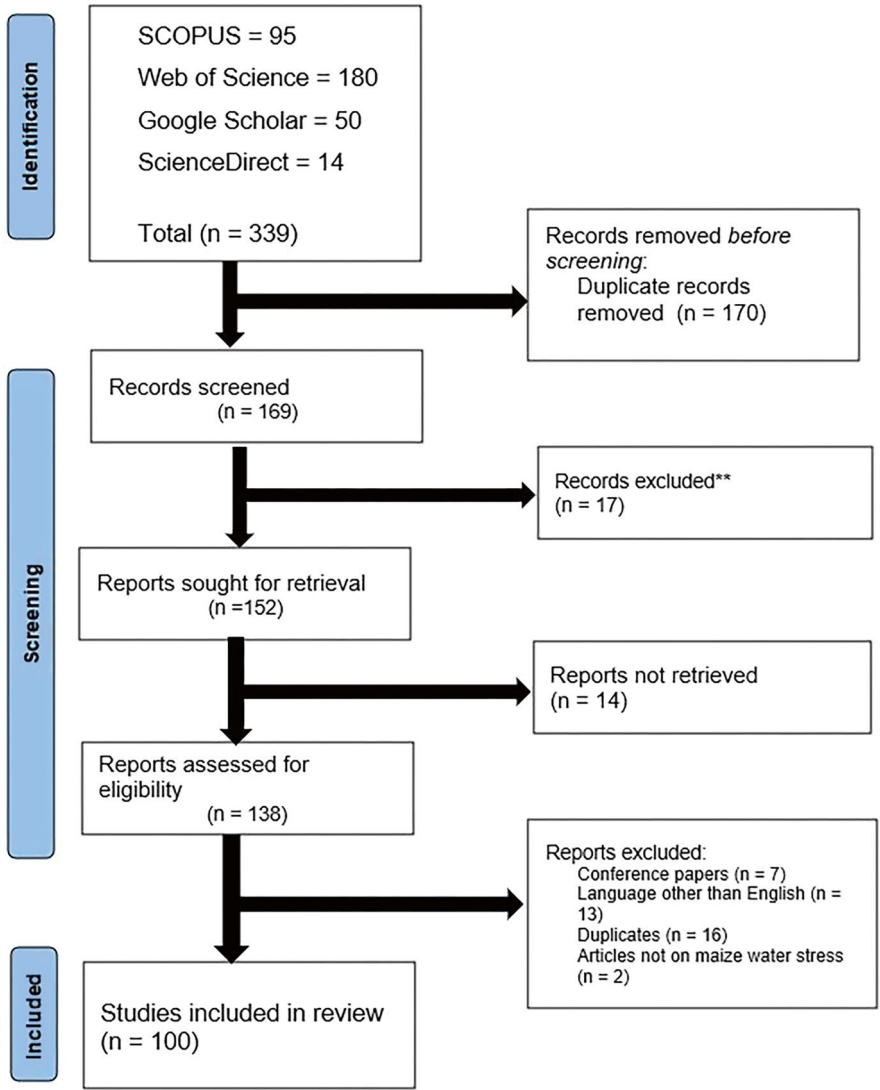 Identification
SCOPUS = 95
Web of Science = 180
Google Scholar = 50
ScienceDirect = 14
Total (n = 339)
Records removed before
screening:
Duplicate records
removed (n = 170)
Screening
Records screened
(n = 169)
Records excluded**
(n = 17)
Reports sought for retrieval
(n =152)
Reports not retrieved
(n = 14)
Reports assessed for
eligibility
(n = 138)
Reports excluded:
Conference papers (n = 7)
Language other than English (n =
13)
Duplicates (n = 16)
Articles not on maize water stress
(n = 2)
Included
Studies included in review
(n = 100)